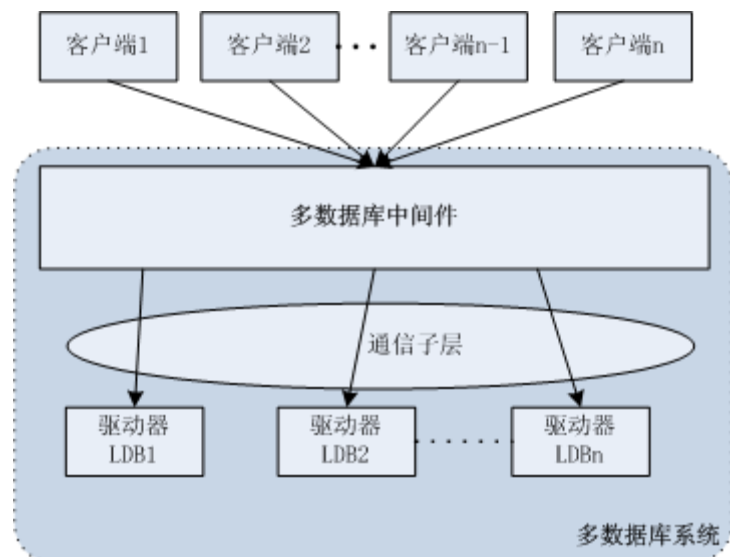 客户端1
客户端2
客户端n-1
客户端n
多数据库中间件
通信子层
驱动器
LDB1
驱动器
LDB2
驱动器
LDBn
多数据库系统